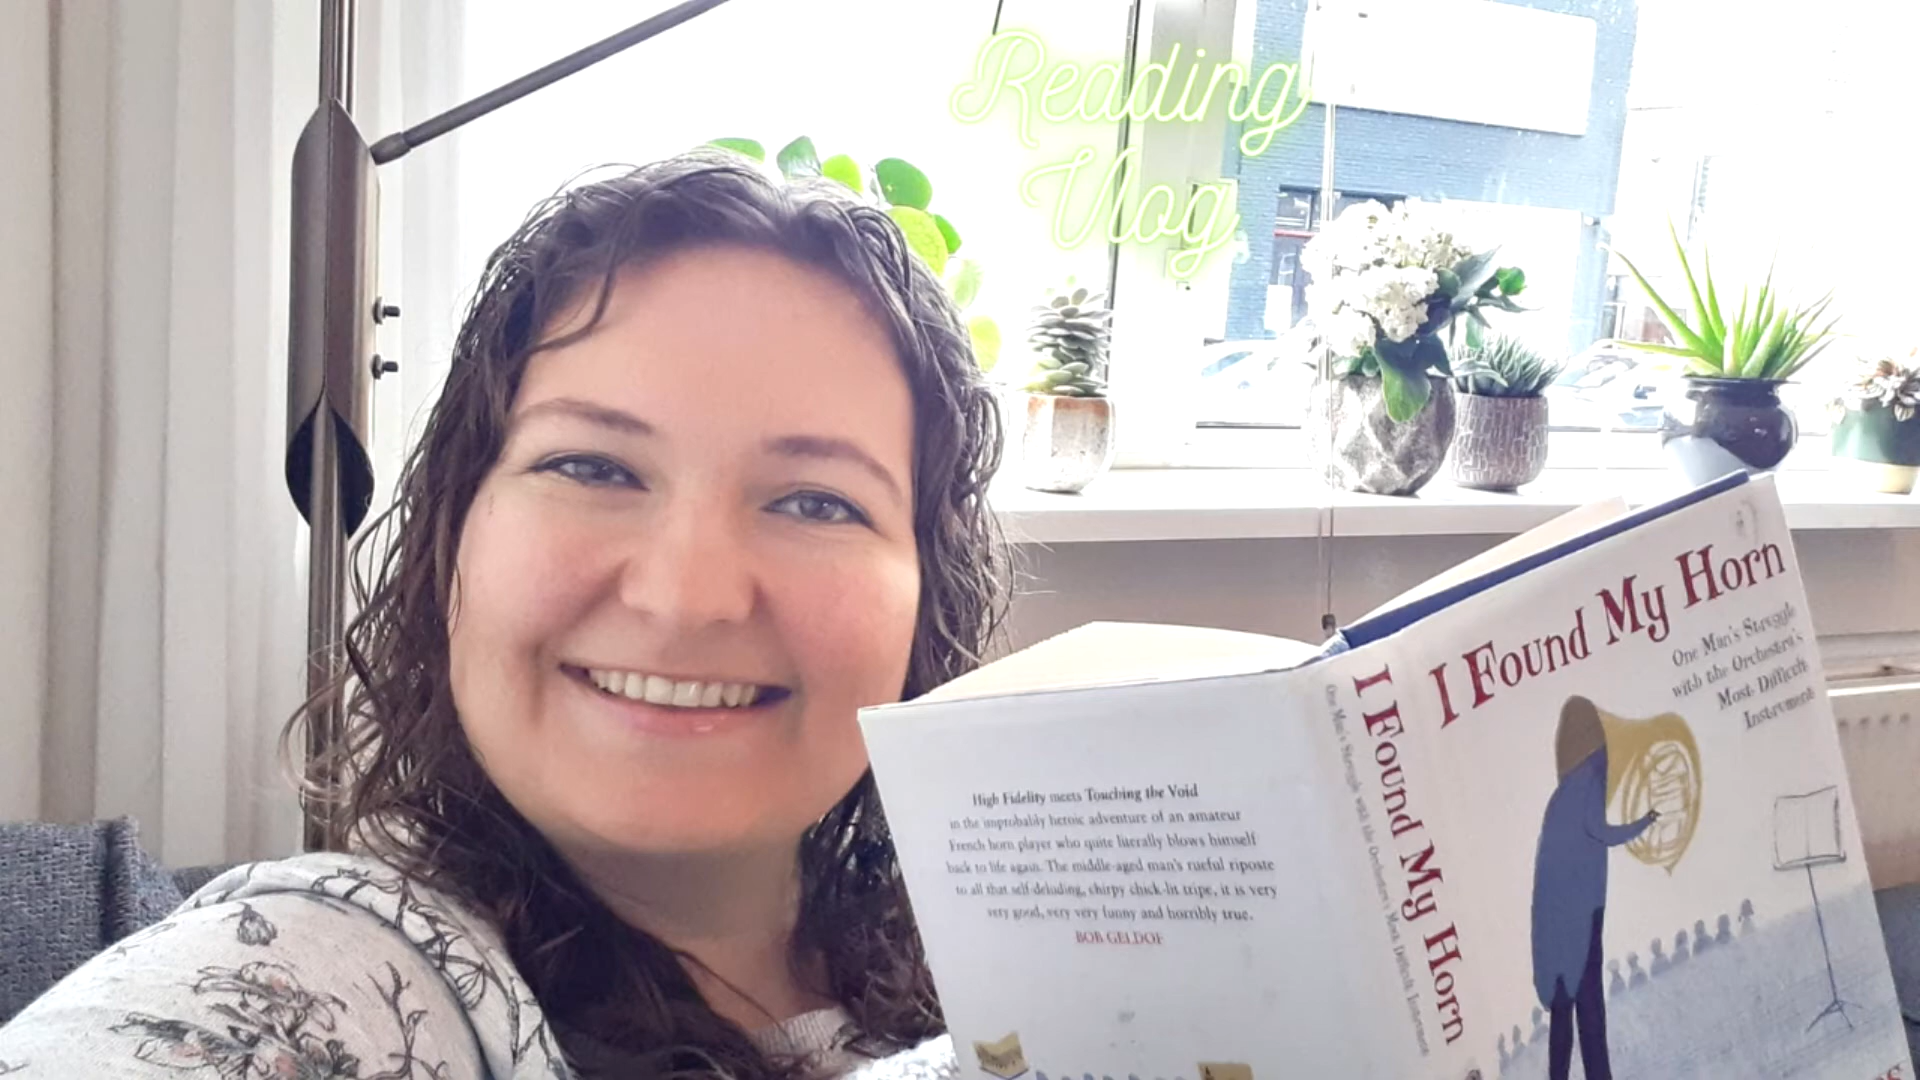 Reading
Vlog
High Fidelity meets Touching the Void
in the improbably heroic adventure of an amateur
French horn player who quite literally blows himself
back to life again. The middle-aged man's rueful riposte
to all that self-deluding, chirpy chick-lit tripe, it is very
very good, very very funny and horribly true.
BOB GELDOF
I Found My Horn
One Man's Struggle with the Orchestra's Most Difficult Instrument
I Found My Horn
One Man's Struggle
with the Orchestra's
Most Difficult
Instrument